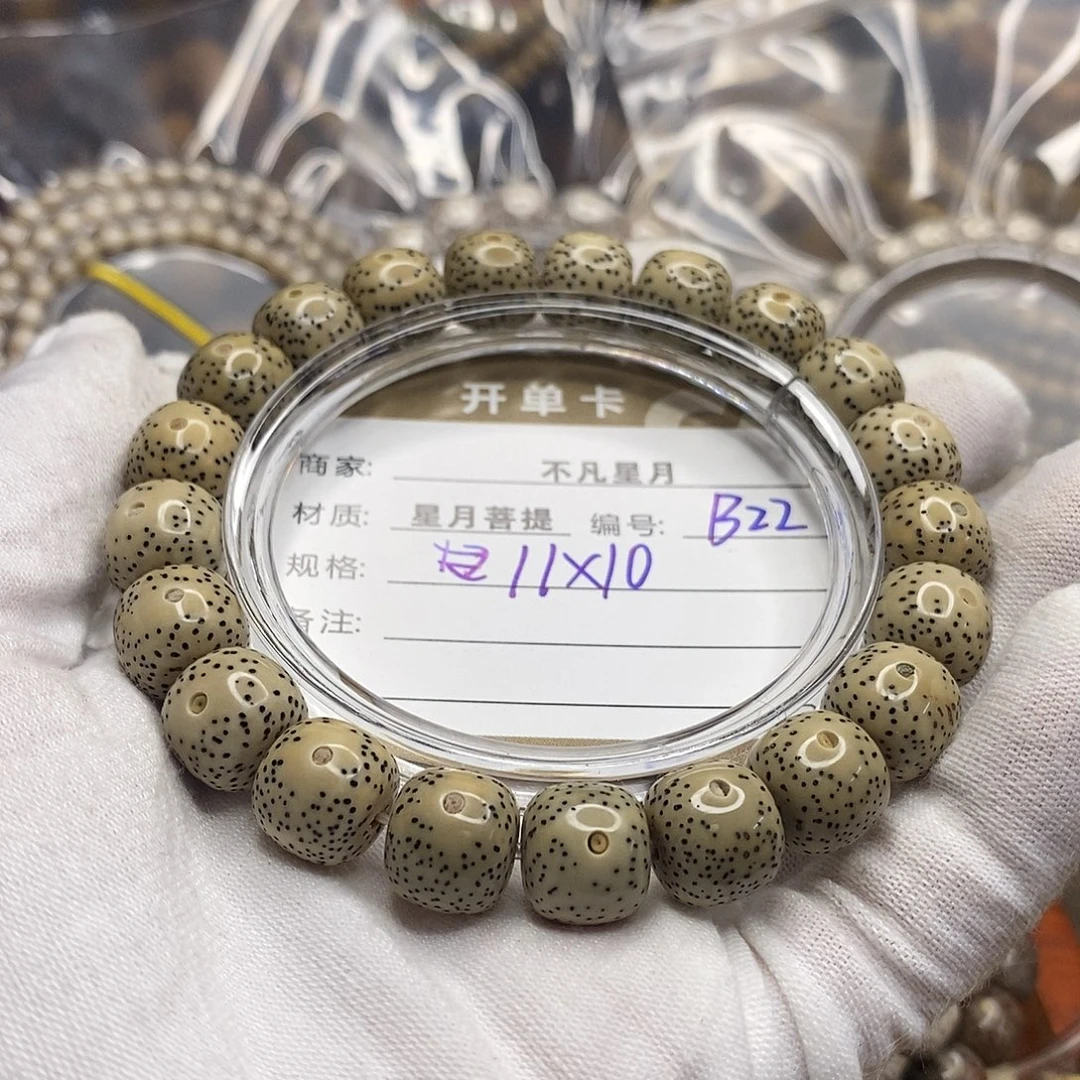 开单卡
商家: 不凡星月
材质: 星月菩提 编号: B22
规格: 11X10
备注: